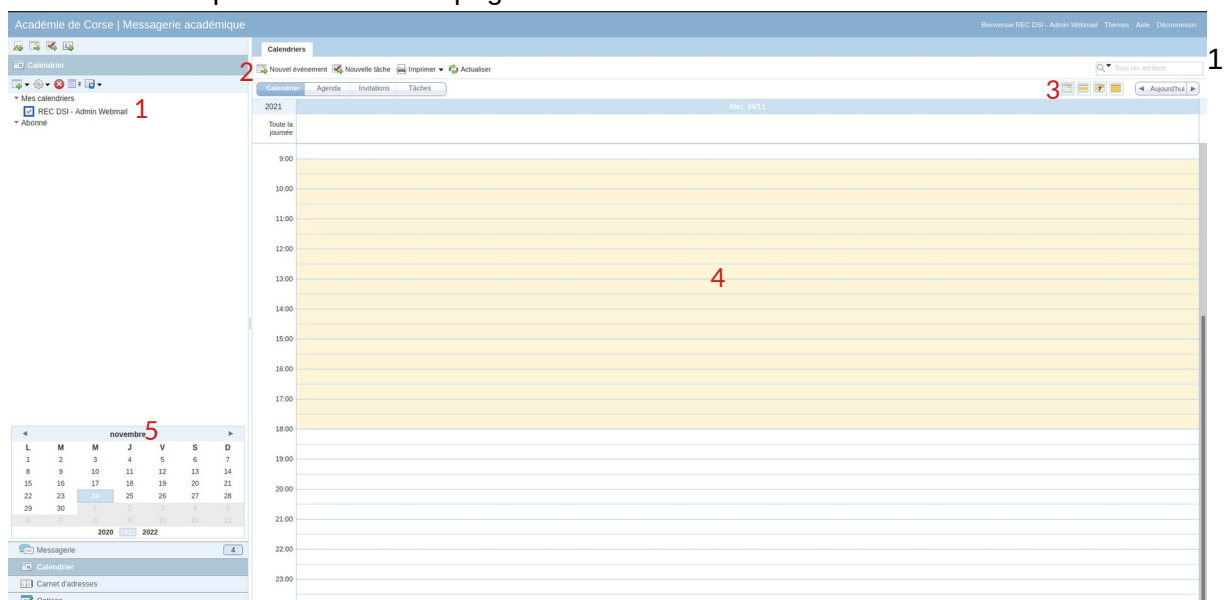 Académie de Corse | Messagerie académique
Bienvenue REC DSI - Admin Webmail Thèmes Aide Déconnexion
Calendrier
Calendriers
1
2
Nouvel événement Nouvelle tâche Imprimer Actualiser
Tous les attributs
Calendrier Agenda Invitations Tâches
3
Aujourd'hui
Mes calendriers
REC DSI - Admin Webmail
1
Abonné
2021
Mer, 24/11
Toute la
journée
9:00
10:00
11:00
12:00
13:00
4
14:00
15:00
16:00
17:00
18:00
19:00
20:00
21:00
22:00
23:00
novembre
5
L M M J V S D
1 2 3 4 5 6 7
8 9 10 11 12 13 14
15 16 17 18 19 20 21
22 23 24 25 26 27 28
29 30 1 2 3 4 5
6 7 8 9 10 11 12
2020 2021 2022
Messagerie 4
Calendrier
Carnet d'adresses